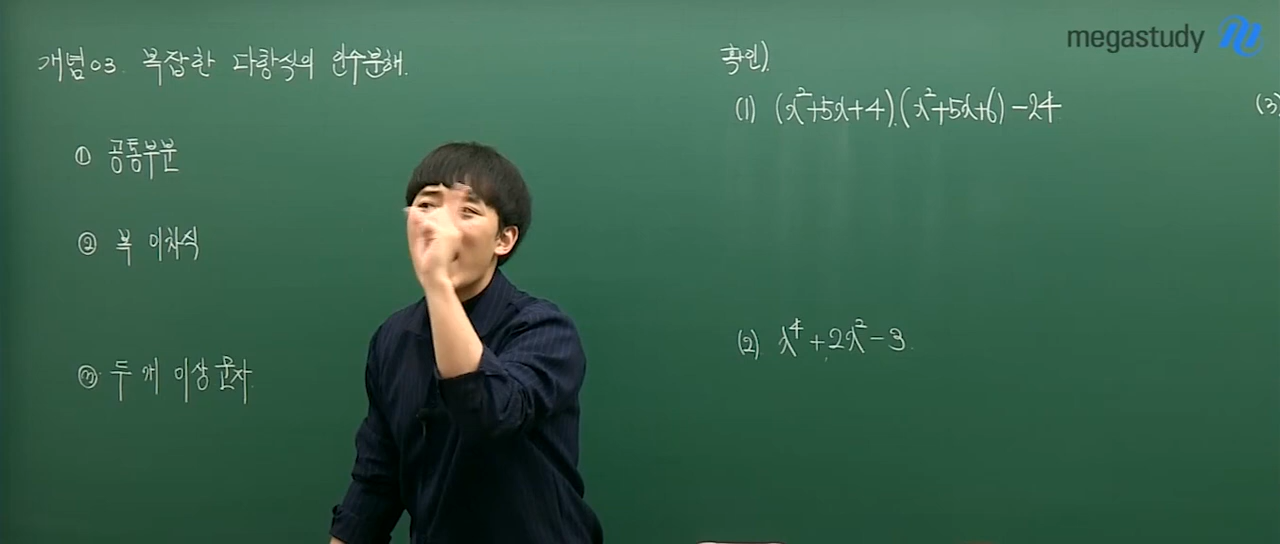 개념03. 복잡한 다항식의 인수분해.
① 공통부분
② 복 이차식
③ 두 개 이상 문자.
megastudy
확인).
(1) (x²+5x+4).(x²+5x+6)-24
(2) x⁴+2x²-3.
(3)